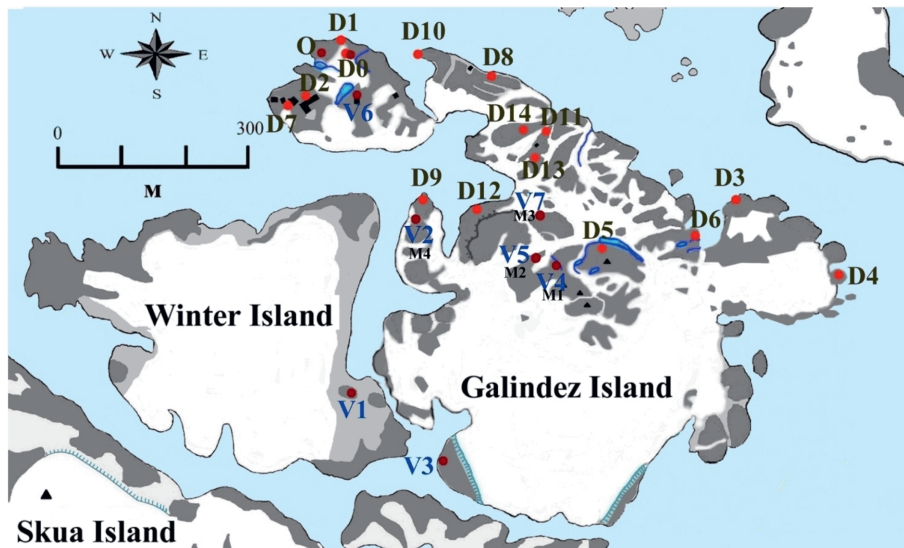 N
W E
S
0 300
M
D1
O
D0
D2
D7
V6
D10
D8
D14 D11
D13
D9
D12
V7
M3
V2
M4
D5
V5
M2
V4
M1
D6
D3
D4
Winter Island
Galindez Island
V1
V3
Skua Island